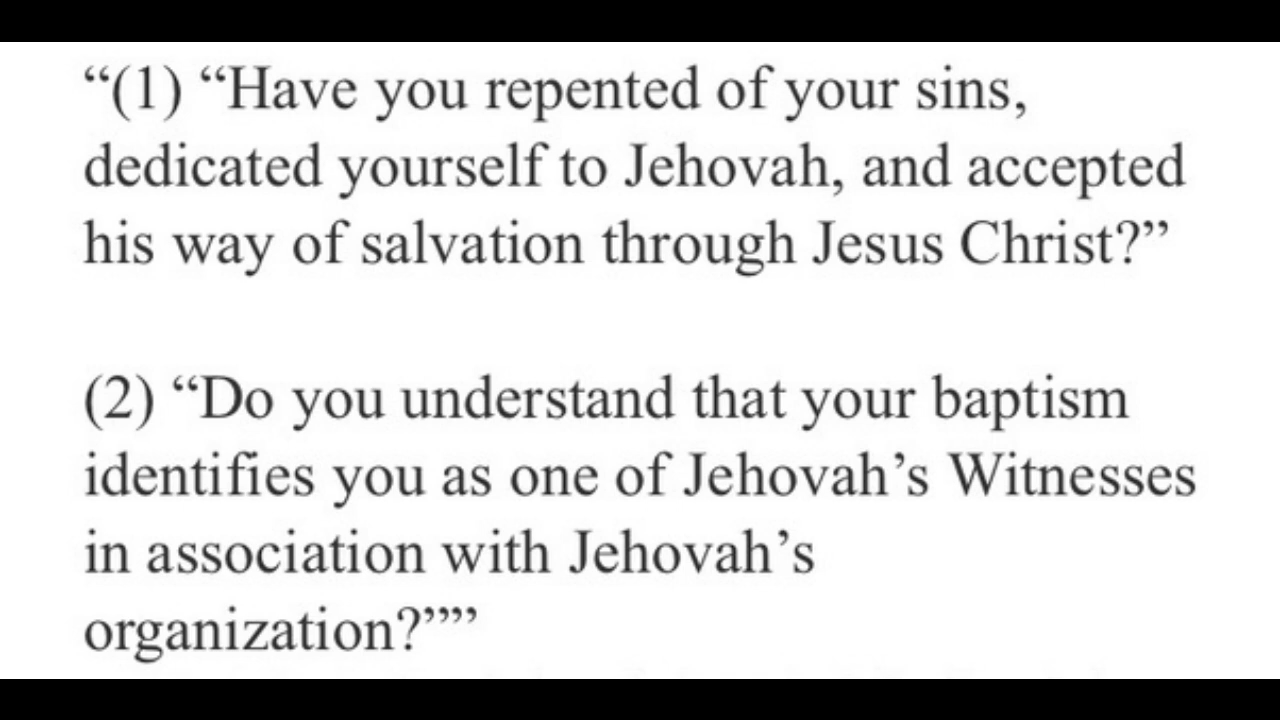 “(1) “Have you repented of your sins,
dedicated yourself to Jehovah, and accepted
his way of salvation through Jesus Christ?”
(2) “Do you understand that your baptism
identifies you as one of Jehovah’s Witnesses
in association with Jehovah’s
organization?””’’